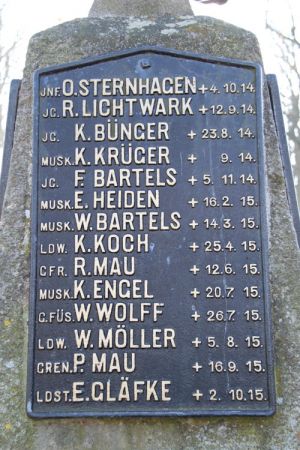 JNF. O. STERNHAGEN + 4. 10. 14.
JG. R. LICHTWARK + 12. 9. 14.
JG. K. BÜNGER + 23. 8. 14.
MUSK. K. KRÜGER + 9. 14.
JG. F. BARTELS + 5. 11. 14.
MUSK. E. HEIDEN + 16. 2. 15.
MUSK. W. BARTELS + 14. 3. 15.
LDW. K. KOCH + 25. 4. 15.
GFR. R. MAU + 12. 6. 15.
MUSK. K. ENGEL + 20. 7. 15.
G. FÜS. W. WOLFF + 26. 7. 15.
LDW. W. MÖLLER + 5. 8. 15.
GREN. P. MAU + 16. 9. 15.
LDST. E. GLÄFKE + 2. 10. 15.